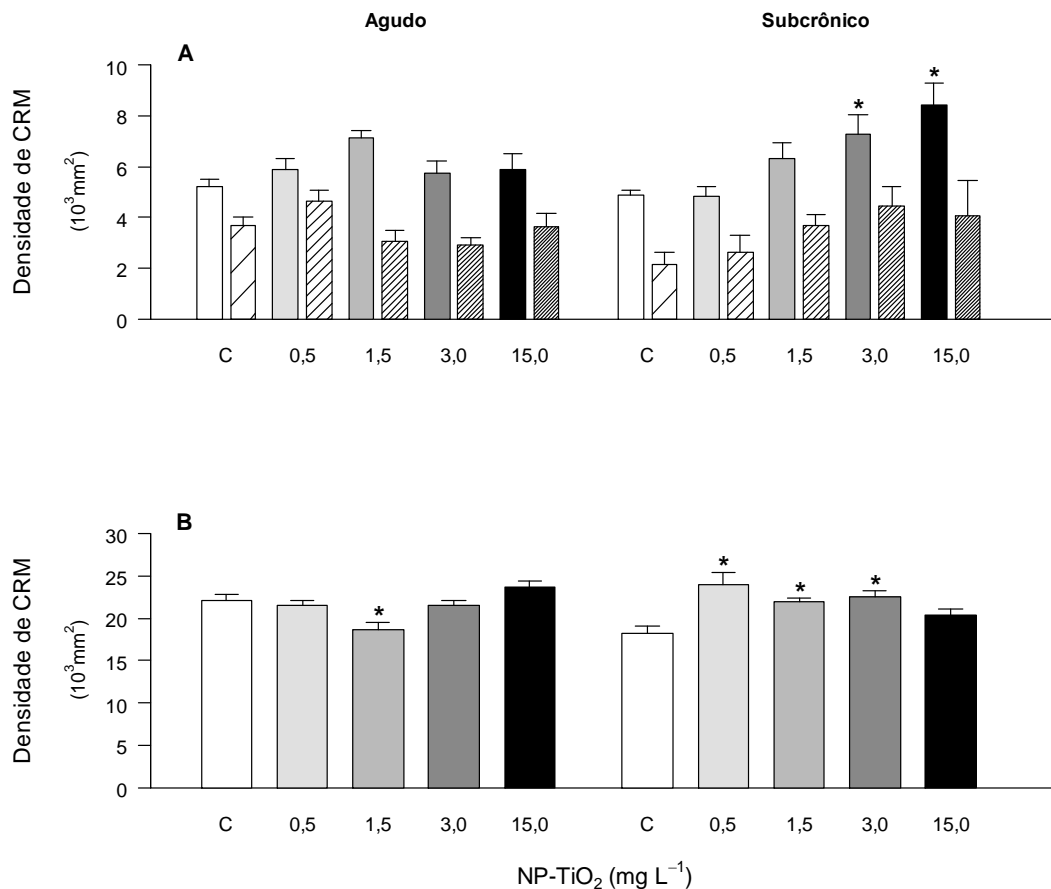 Agudo Subcrônico
A
Densidade de CRM
(10³mm²)
10
8
6
4
2
0
* *
C 0,5 1,5 3,0 15,0 C 0,5 1,5 3,0 15,0
B
Densidade de CRM
(10³mm²)
30
25
20
15
10
5
0
* * * *
C 0,5 1,5 3,0 15,0 C 0,5 1,5 3,0 15,0
NP-TiO₂ (mg L⁻¹)